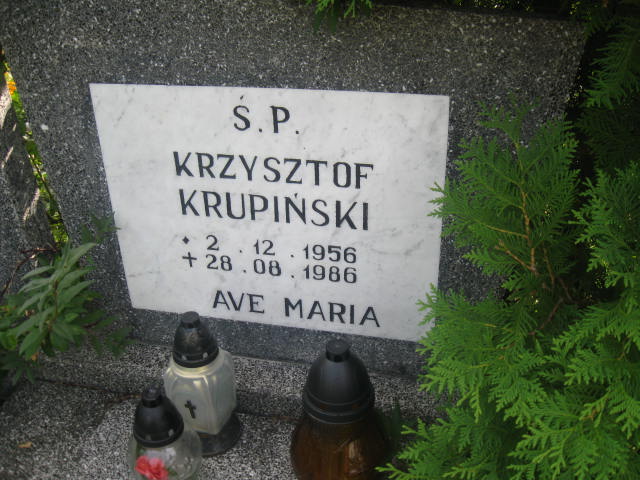 Ś.P.
KRZYSZTOF
KRUPIŃSKI
* 2.12.1956
+ 28.08.1986
AVE MARIA